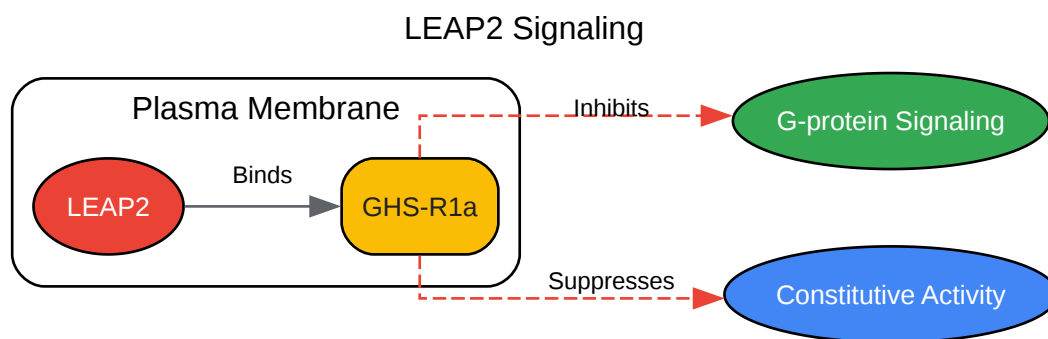 LEAP2 Signaling
Plasma Membrane
Inhibits
G-protein Signaling
LEAP2
Binds
GHS-R1a
Suppresses
Constitutive Activity